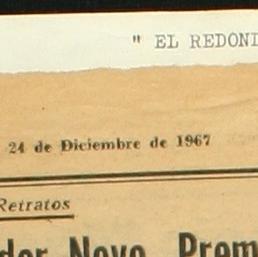 " EL REDONI
24 de Diciembre de 1967
Retratos
dor Novo, Prem